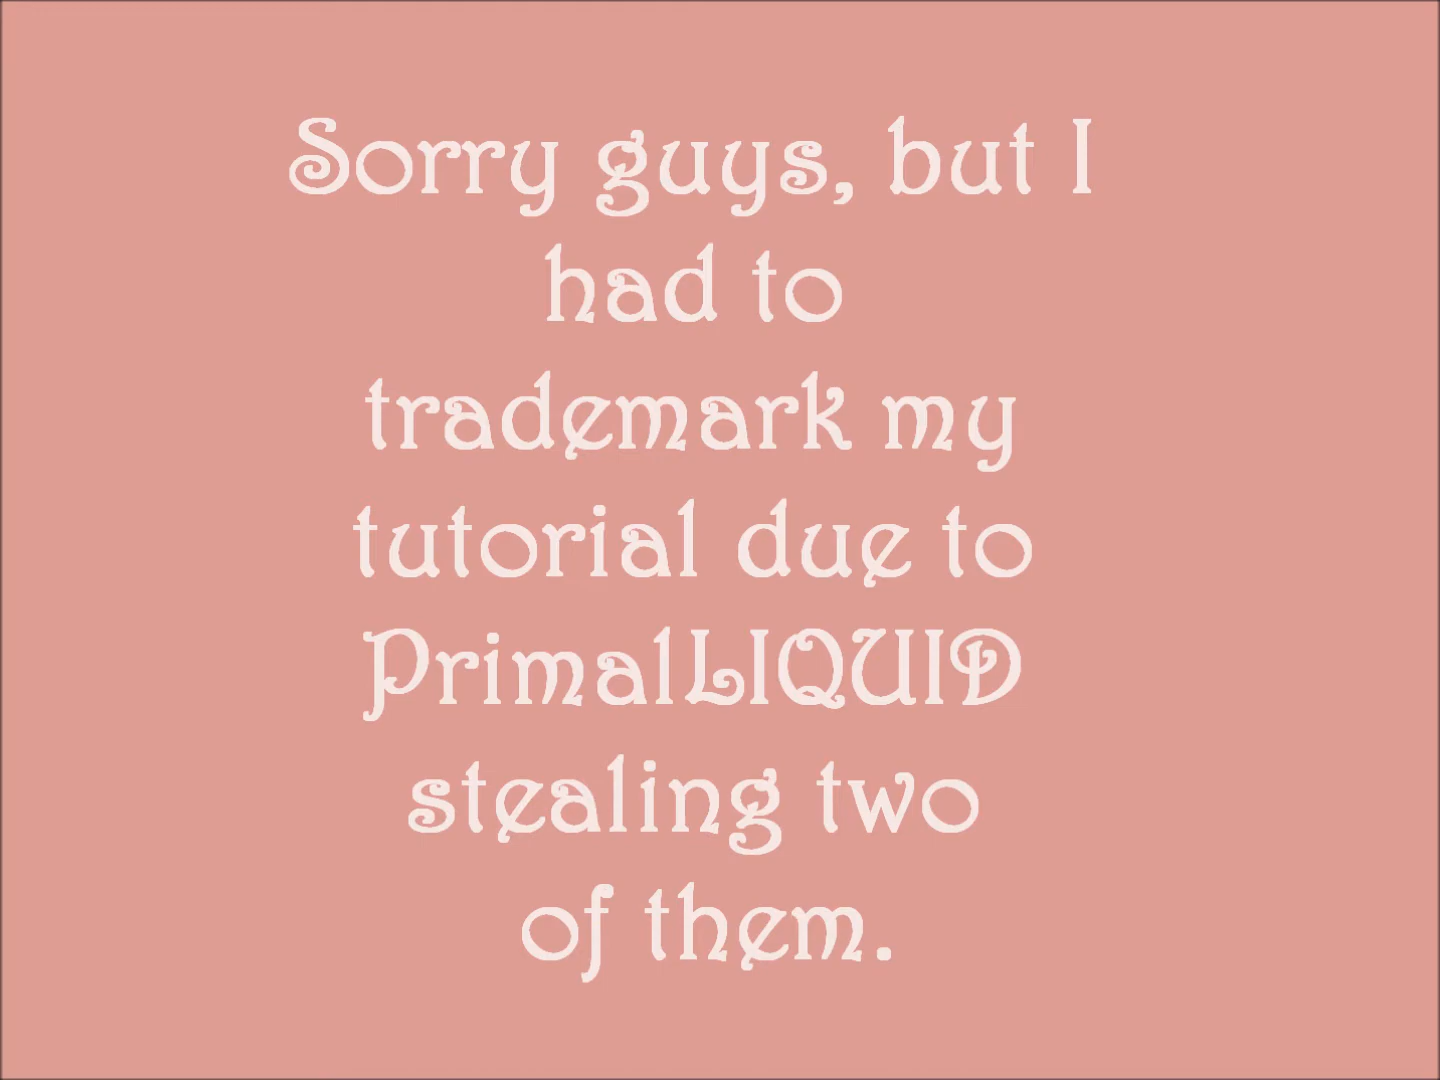 Sorry guys, but I
had to
trademark my
tutorial due to
PrimalLIQUID
stealing two
of them.